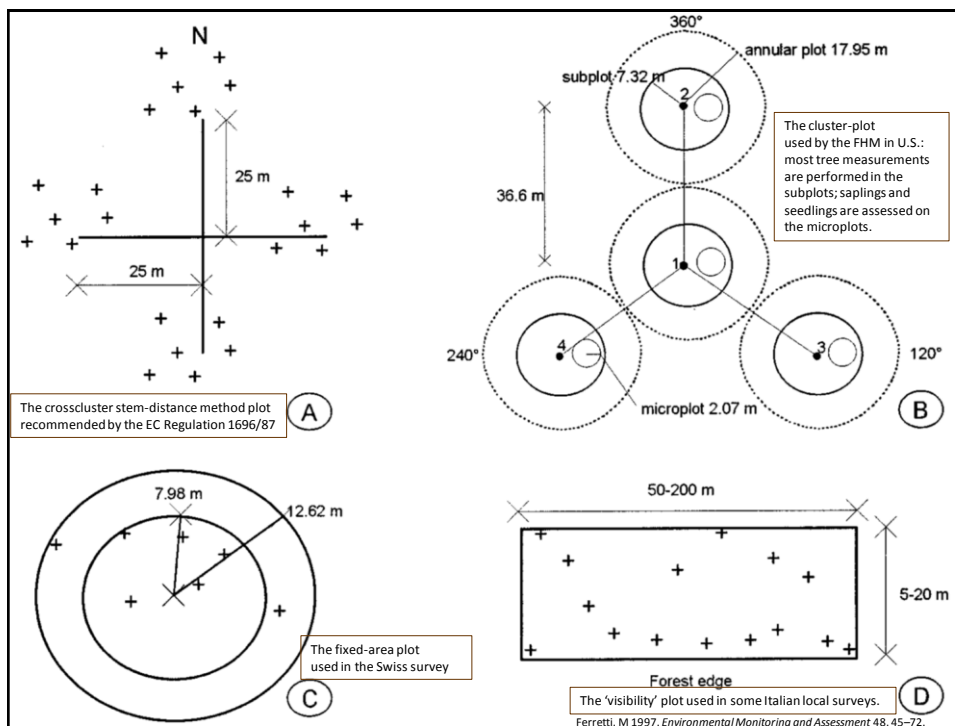 N
25 m
25 m
The crosscluster stem-distance method plot
recommended by the EC Regulation 1696/87
A
360°
annular plot 17.95 m
subplot 7.32 m
2
36.6 m
1
240°
4
3
120°
microplot 2.07 m
B
The cluster-plot
used by the FHM in U.S.:
most tree measurements
are performed in the
subplots; saplings and
seedlings are assessed on
the microplots.
7.98 m
12.62 m
The fixed-area plot
used in the Swiss survey
C
50-200 m
5-20 m
Forest edge
The ‘visibility’ plot used in some Italian local surveys.
D
Ferretti, M 1997. Environmental Monitoring and Assessment 48, 45–72.